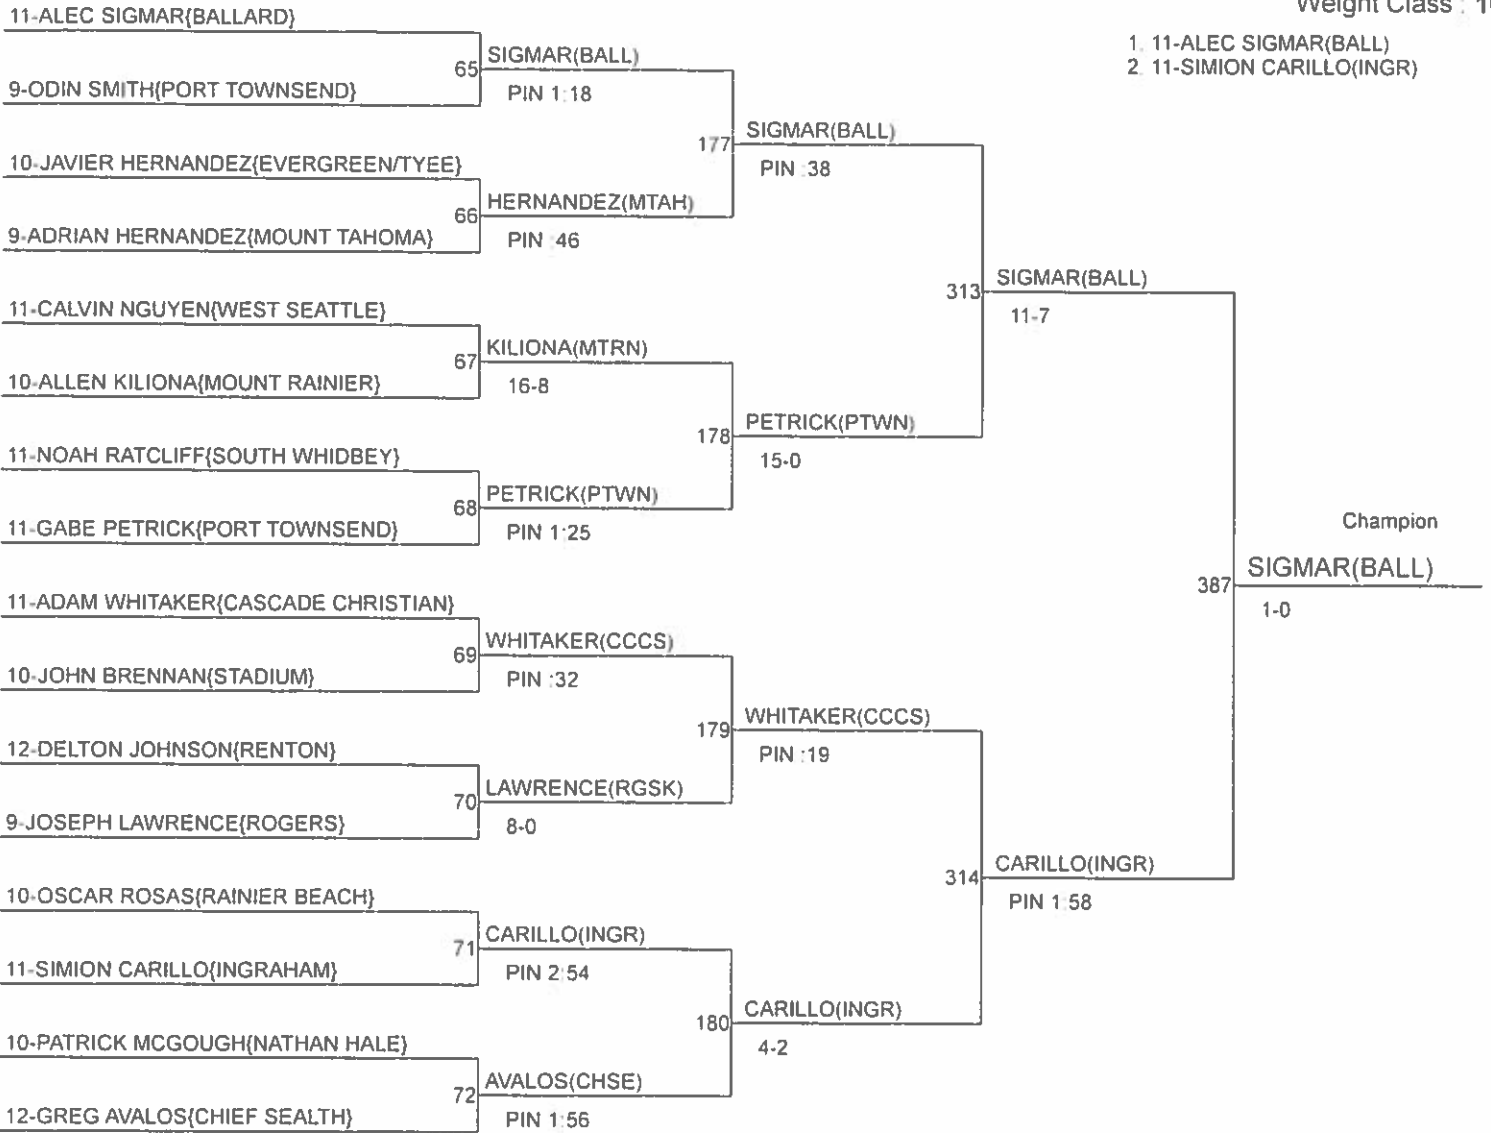 11-ALEC SIGMAR{BALLARD}
Weight Class :
1. 11-ALEC SIGMAR(BALL)
2. 11-SIMION CARILLO(INGR)
65
SIGMAR(BALL)
9-ODIN SMITH{PORT TOWNSEND}
PIN 1:18
177
SIGMAR(BALL)
10-JAVIER HERNANDEZ{EVERGREEN/TYEE}
PIN :38
66
HERNANDEZ(MTAH)
9-ADRIAN HERNANDEZ{MOUNT TAHOMA}
PIN :46
313
SIGMAR(BALL)
11-CALVIN NGUYEN{WEST SEATTLE}
11-7
67
KILIONA(MTRN)
10-ALLEN KILIONA{MOUNT RAINIER}
16-8
178
PETRICK(PTWN)
11-NOAH RATCLIFF{SOUTH WHIDBEY}
15-0
68
PETRICK(PTWN)
11-GABE PETRICK{PORT TOWNSEND}
PIN 1:25
Champion
387
SIGMAR(BALL)
1-0
11-ADAM WHITAKER{CASCADE CHRISTIAN}
69
WHITAKER(CCCS)
10-JOHN BRENNAN{STADIUM}
PIN :32
179
WHITAKER(CCCS)
12-DELTON JOHNSON{RENTON}
PIN :19
70
LAWRENCE(RGSK)
9-JOSEPH LAWRENCE{ROGERS}
8-0
314
CARILLO(INGR)
10-OSCAR ROSAS{RAINIER BEACH}
PIN 1:58
71
CARILLO(INGR)
11-SIMION CARILLO{INGRAHAM}
PIN 2:54
180
CARILLO(INGR)
10-PATRICK MCGOUGH{NATHAN HALE}
4-2
72
AVALOS(CHSE)
12-GREG AVALOS{CHIEF SEALTH}
PIN 1:56